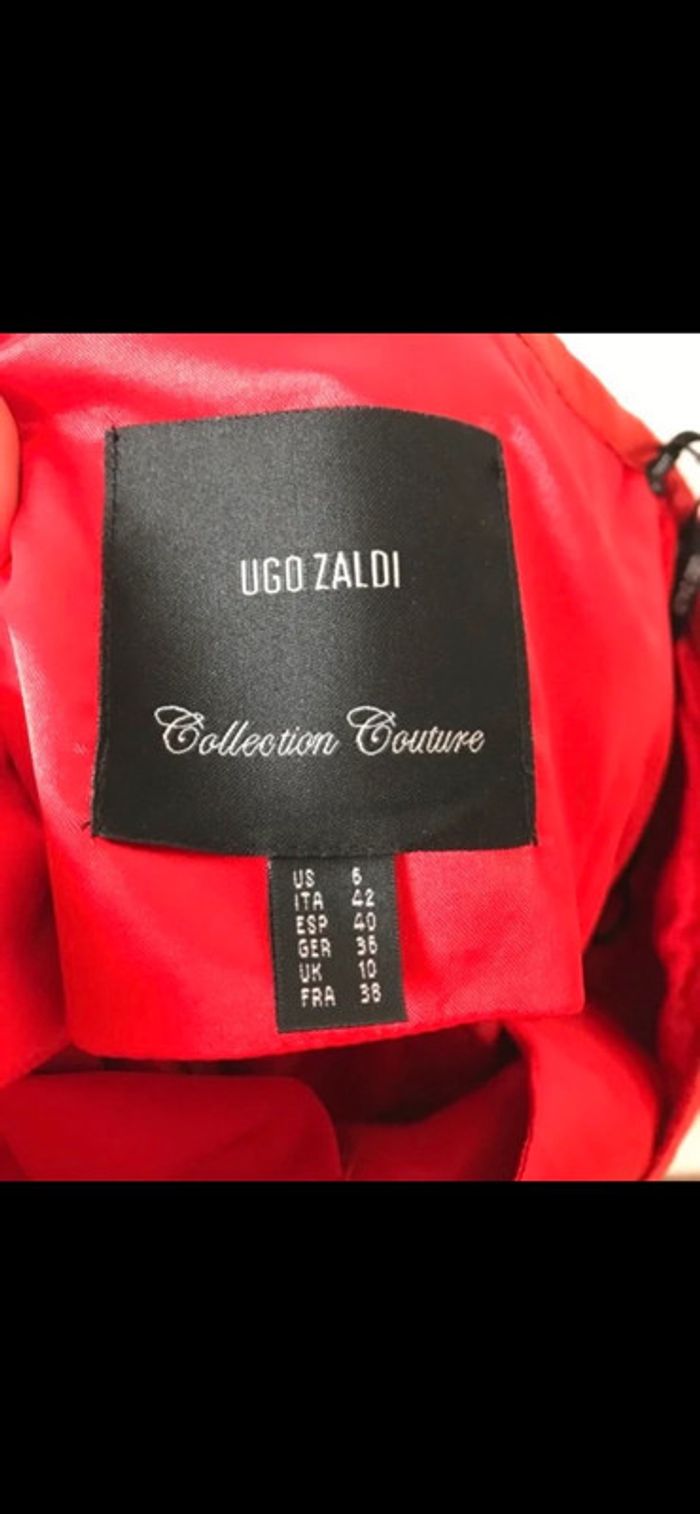 UGO ZALDI
Collection Couture
US 6
ITA 42
ESP 40
GER 36
UK 10
FRA 38